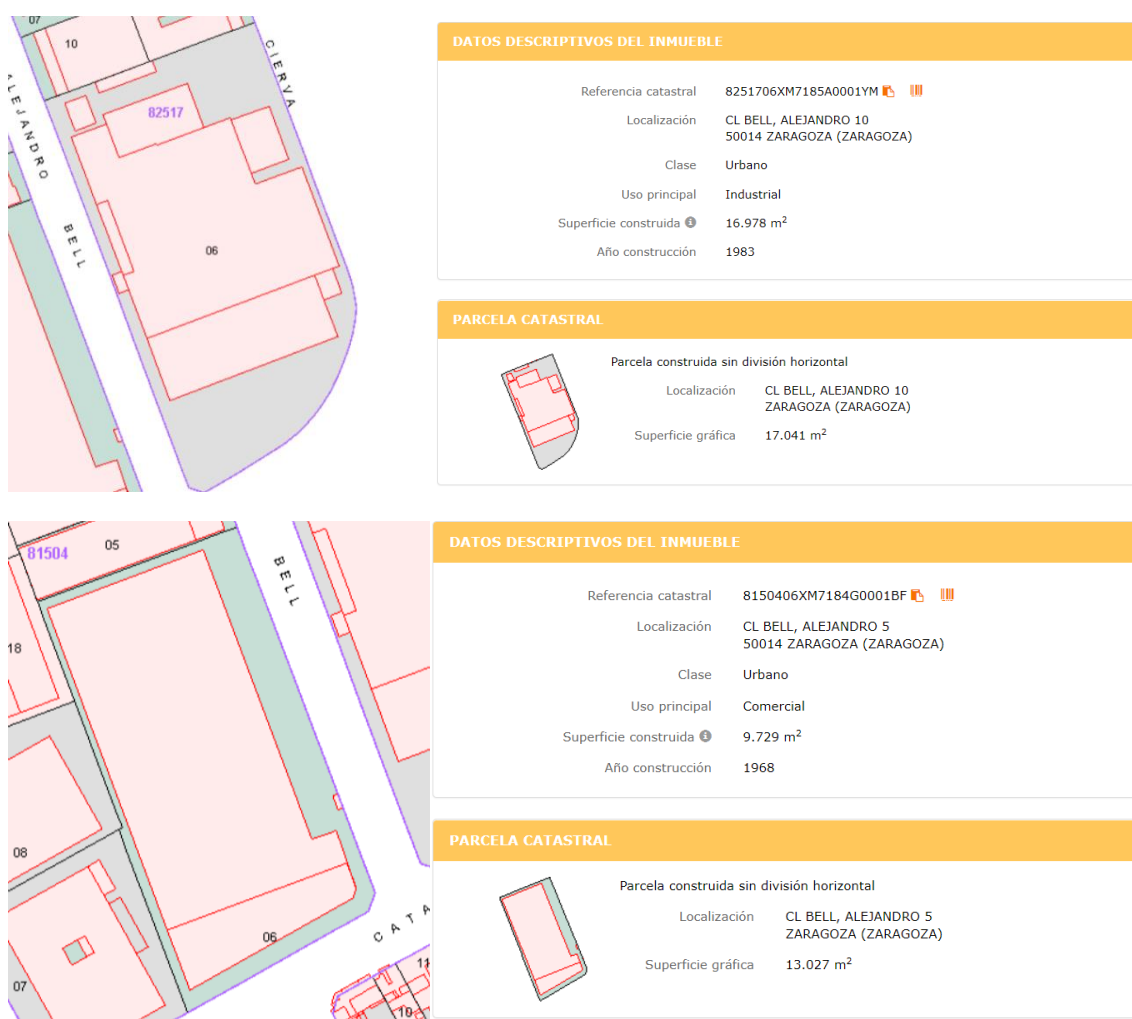 07
10
CIERVA
ALEJANDRO BELL
82517
06
DATOS DESCRIPTIVOS DEL INMUEBLE
Referencia catastral 8251706XM7185A0001YM
Localización CL BELL, ALEJANDRO 10
50014 ZARAGOZA (ZARAGOZA)
Clase Urbano
Uso principal Industrial
Superficie construida 16.978 m²
Año construcción 1983
PARCELA CATASTRAL
Parcela construida sin división horizontal
Localización CL BELL, ALEJANDRO 10
ZARAGOZA (ZARAGOZA)
Superficie gráfica 17.041 m²
81504
05
BELL
18
08
07
06
CATA
11
10
DATOS DESCRIPTIVOS DEL INMUEBLE
Referencia catastral 8150406XM7184G0001BF
Localización CL BELL, ALEJANDRO 5
50014 ZARAGOZA (ZARAGOZA)
Clase Urbano
Uso principal Comercial
Superficie construida 9.729 m²
Año construcción 1968
PARCELA CATASTRAL
Parcela construida sin división horizontal
Localización CL BELL, ALEJANDRO 5
ZARAGOZA (ZARAGOZA)
Superficie gráfica 13.027 m²